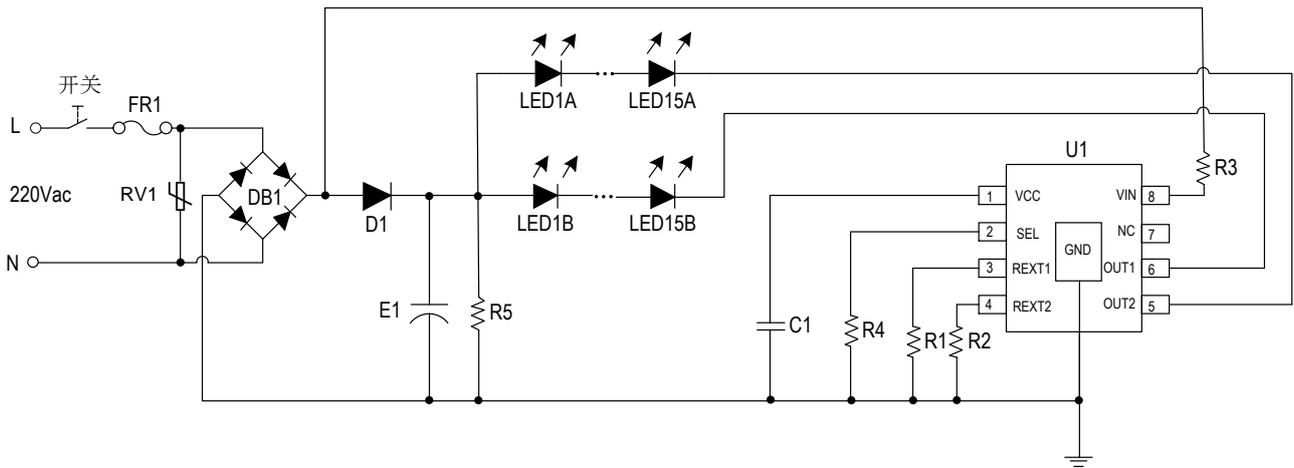 开关
L
FR1
220Vac
RV1
DB1
N
D1
E1
R5
LED1A
...
LED15A
LED1B
...
LED15B
C1
R4
R1
R2
U1
1 VCC
2 SEL
3 REXT1
4 REXT2
GND
VIN 8
NC 7
OUT1 6
OUT2 5
R3